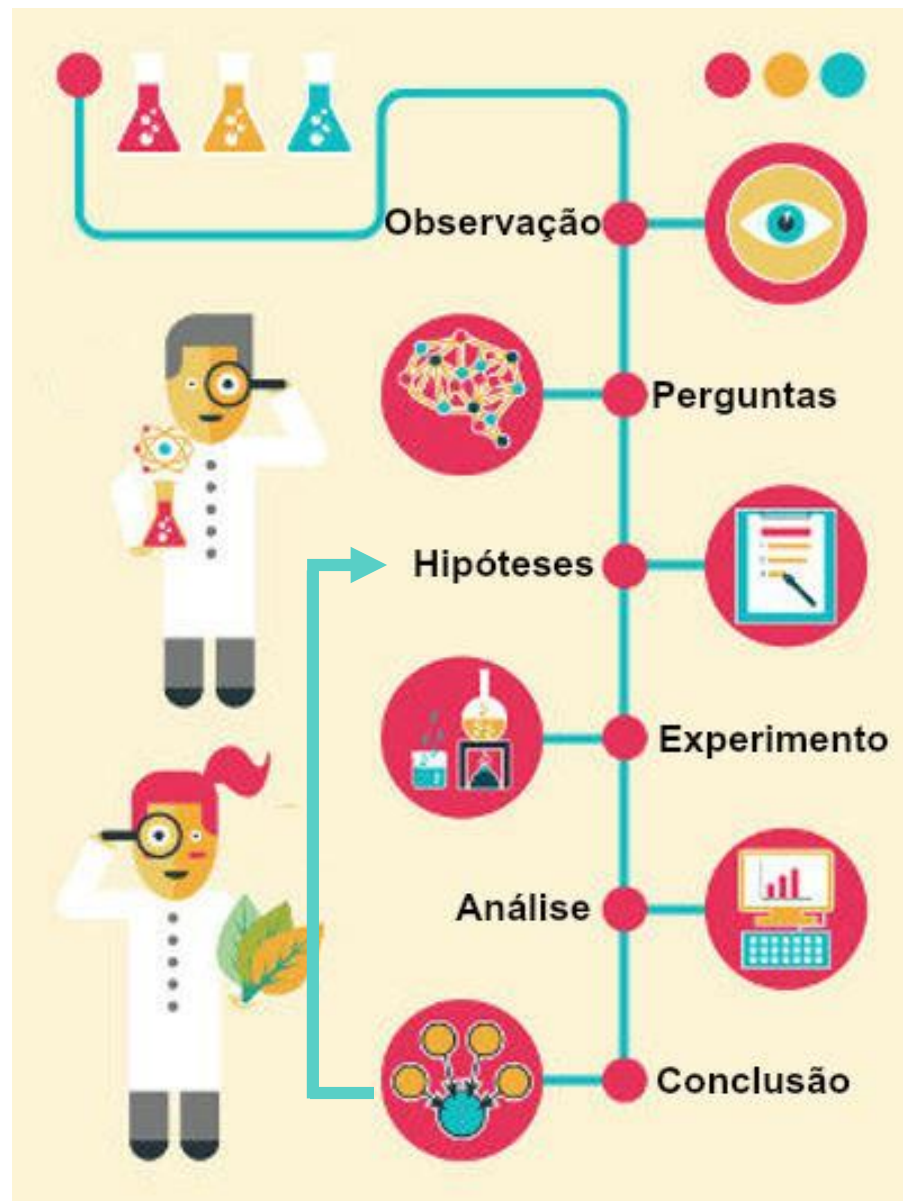 Observação
Perguntas
Hipóteses
Experimento
Análise
Conclusão